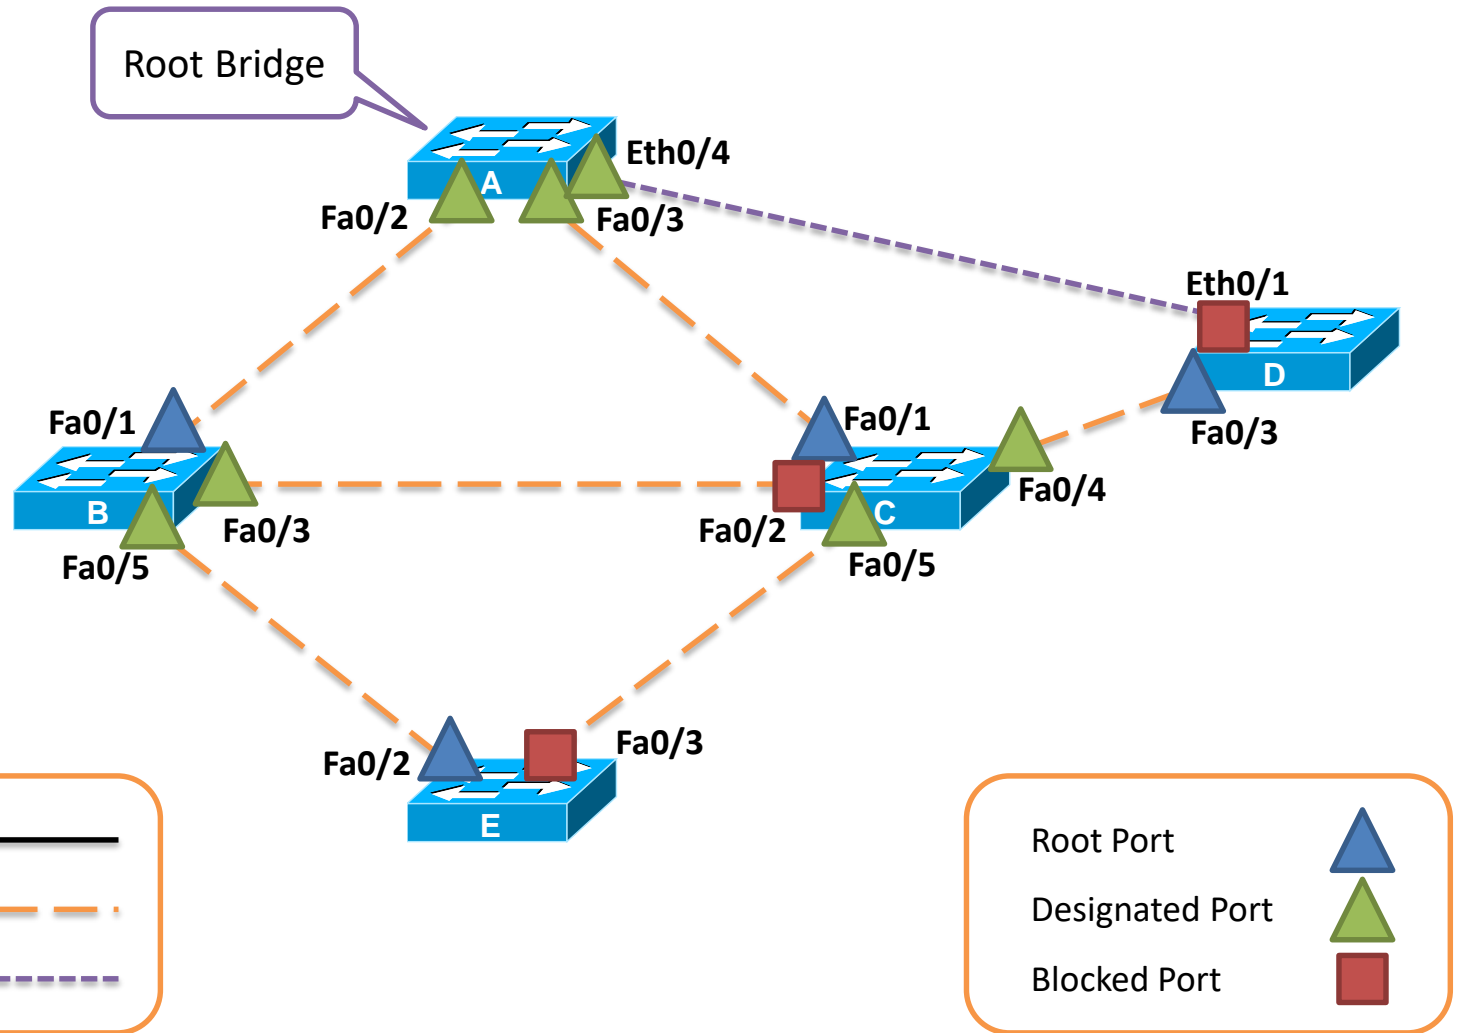 Root Bridge
Eth0/4
A
Fa0/2
Fa0/3
Eth0/1
D
Fa0/1
Fa0/1
Fa0/3
Fa0/4
B
C
Fa0/3
Fa0/2
Fa0/5
Fa0/5
Fa0/3
Fa0/2
E
Root Port
Designated Port
Blocked Port